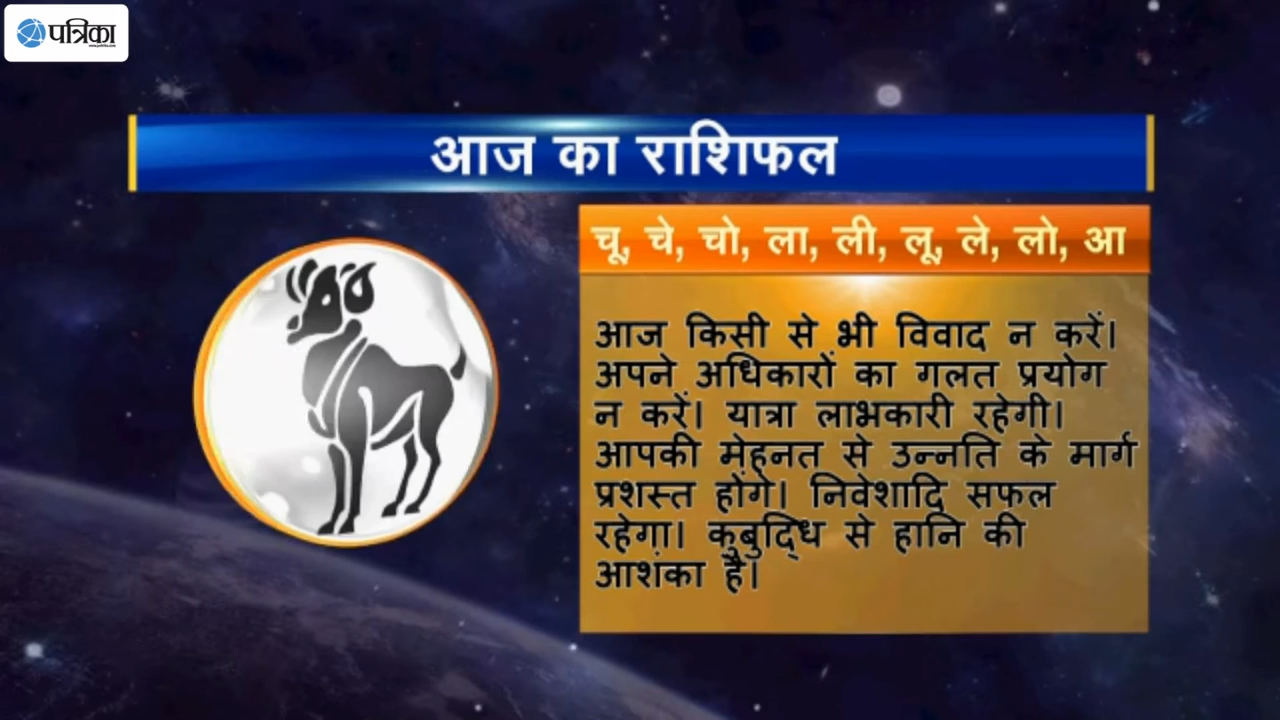 पत्रिका
आज का राशिफल
चू, चे, चो, ला, ली, लू, ले, लो, आ
आज किसी से भी विवाद न करें।
अपने अधिकारों का गलत प्रयोग
न करें। यात्रा लाभकारी रहेगी।
आपकी मेहनत से उन्नति के मार्ग
प्रशस्त होंगे। निवेशादि सफल
रहेगा। कुबुद्धि से हानि की
आशंका है।